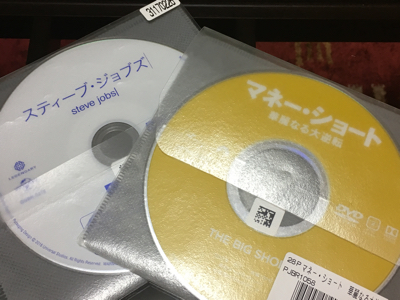 31170226
スティーブ・ジョブズ
steve jobs
マネー・ショート
華麗なる大逆転
THE BIG SHO
DVD
28P マネー・ショート 華麗なる
PJBR1058